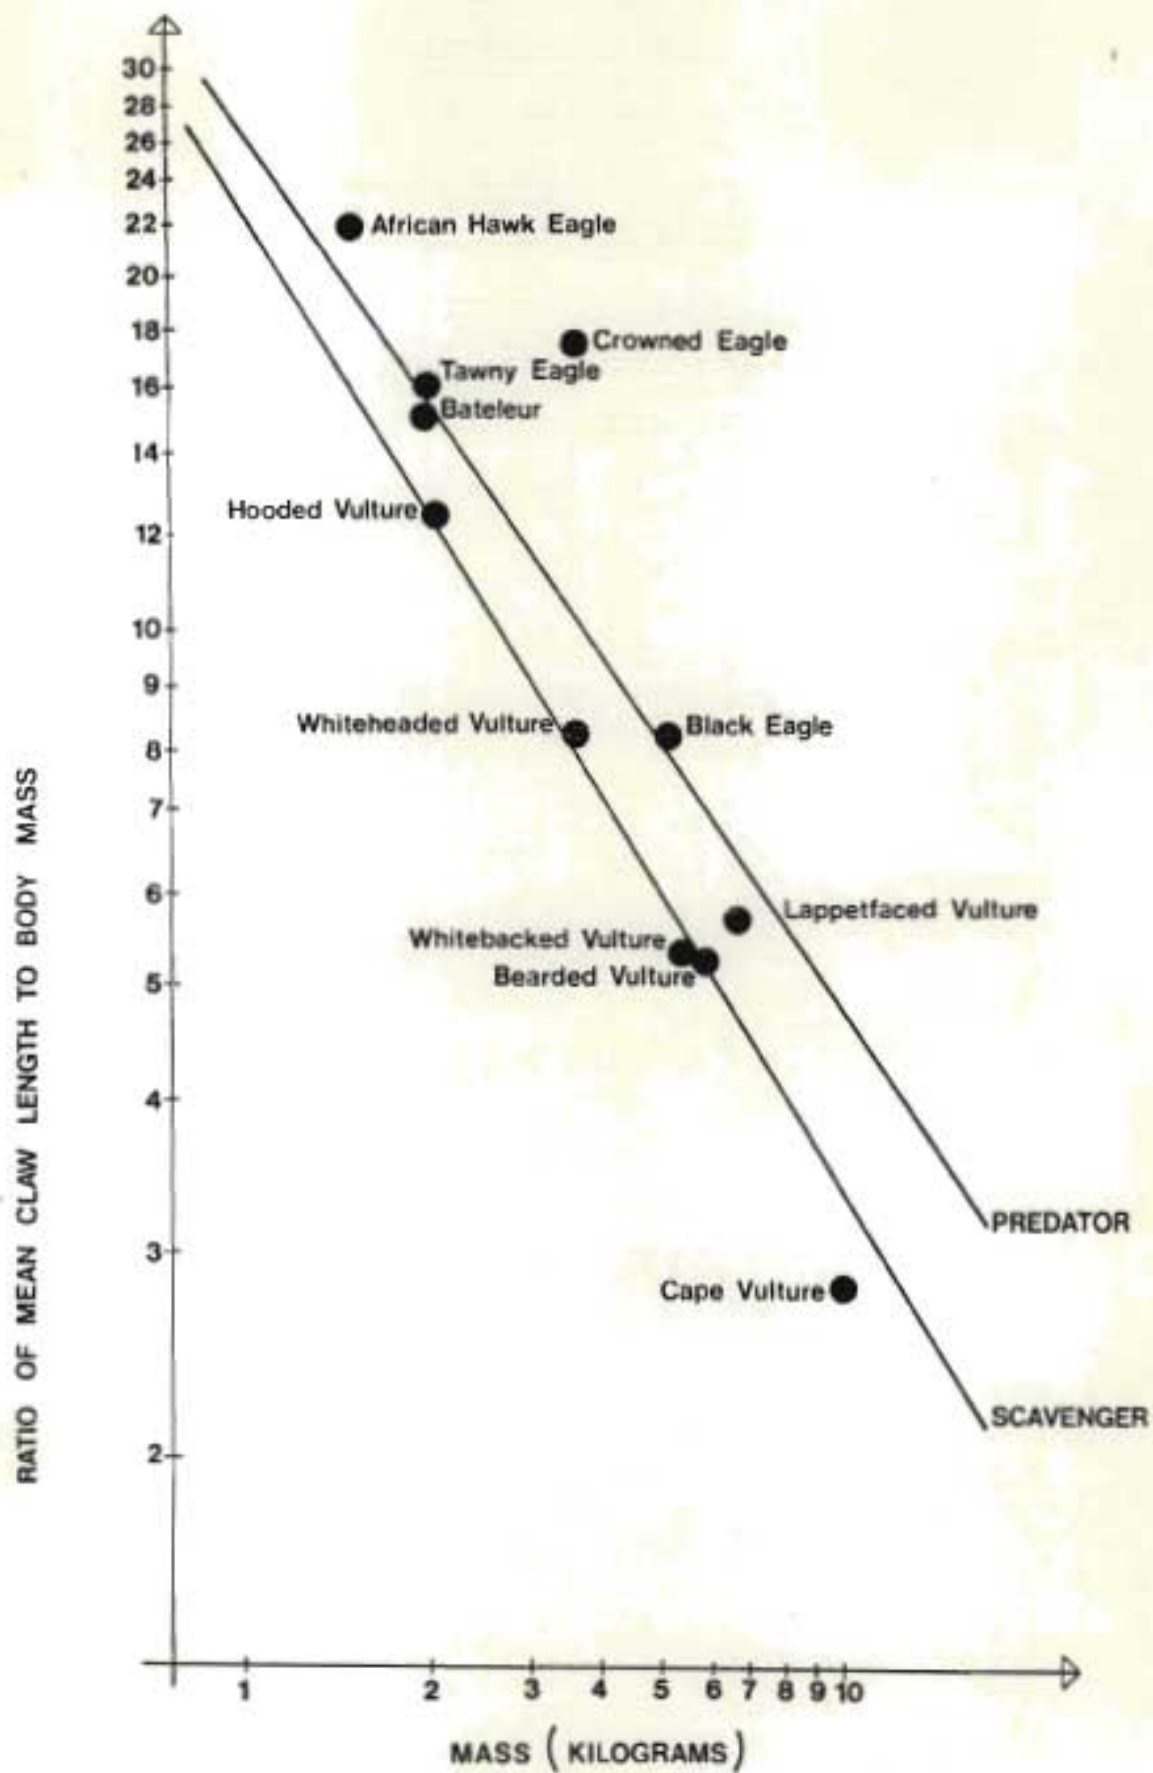 30
28
26
24
22
African Hawk Eagle
20
18
Crowned Eagle
Tawny Eagle
16
Bateleur
14
Hooded Vulture
12
10
9
Whiteheaded Vulture
Black Eagle
8
7
6
Lappetfaced Vulture
Whitebacked Vulture
Bearded Vulture
5
4
PREDATOR
3
Cape Vulture
SCAVENGER
2
RATIO OF MEAN CLAW LENGTH TO BODY MASS
1 2 3 4 5 6 7 8 9 10
MASS (KILOGRAMS)